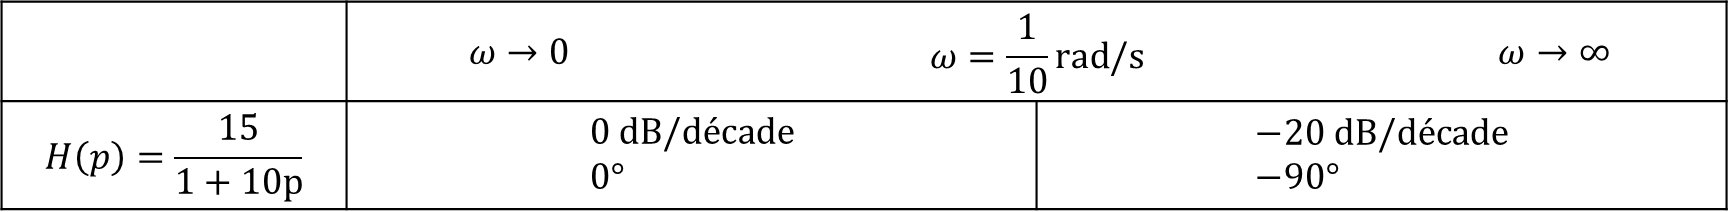 ω → 0 ω = 1/10 rad/s ω → ∞
H(p) = 15/(1 + 10p) 0 dB/décade −20 dB/décade
0° −90°